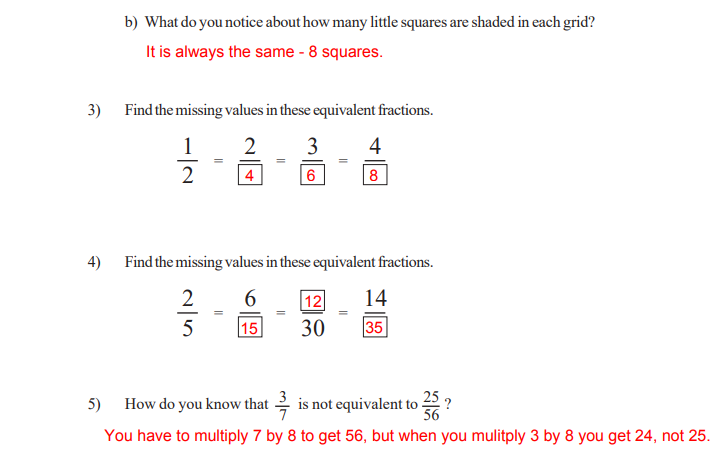 b) What do you notice about how many little squares are shaded in each grid?
It is always the same - 8 squares.
3) Find the missing values in these equivalent fractions.
1/2 = 2/4 = 3/6 = 4/8
4) Find the missing values in these equivalent fractions.
2/5 = 6/15 = 12/30 = 14/35
5) How do you know that 3/7 is not equivalent to 25/56 ?
You have to multiply 7 by 8 to get 56, but when you mulitply 3 by 8 you get 24, not 25.